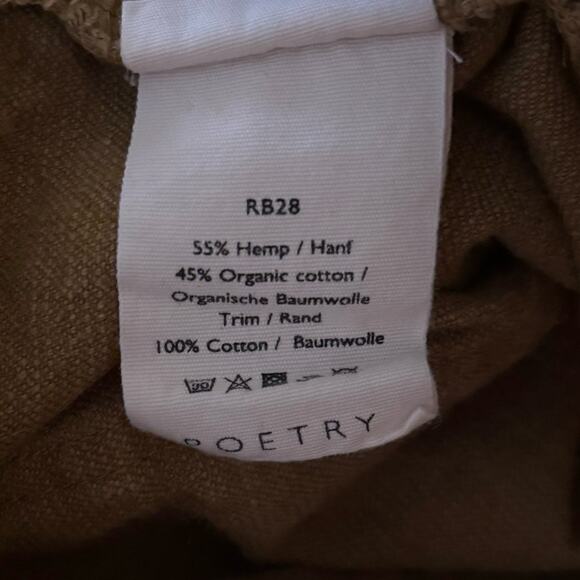 RB28
55% Hemp / Hanf
45% Organic cotton /
Organische Baumwolle
Trim / Rand
100% Cotton / Baumwolle
POETRY